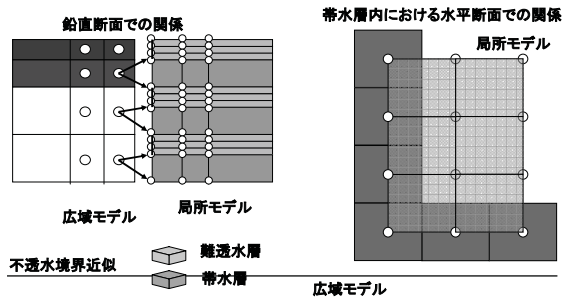 鉛直断面での関係
帯水層内における水平断面での関係
局所モデル
広域モデル
局所モデル
難透水層
不透水境界近似
帯水層
広域モデル